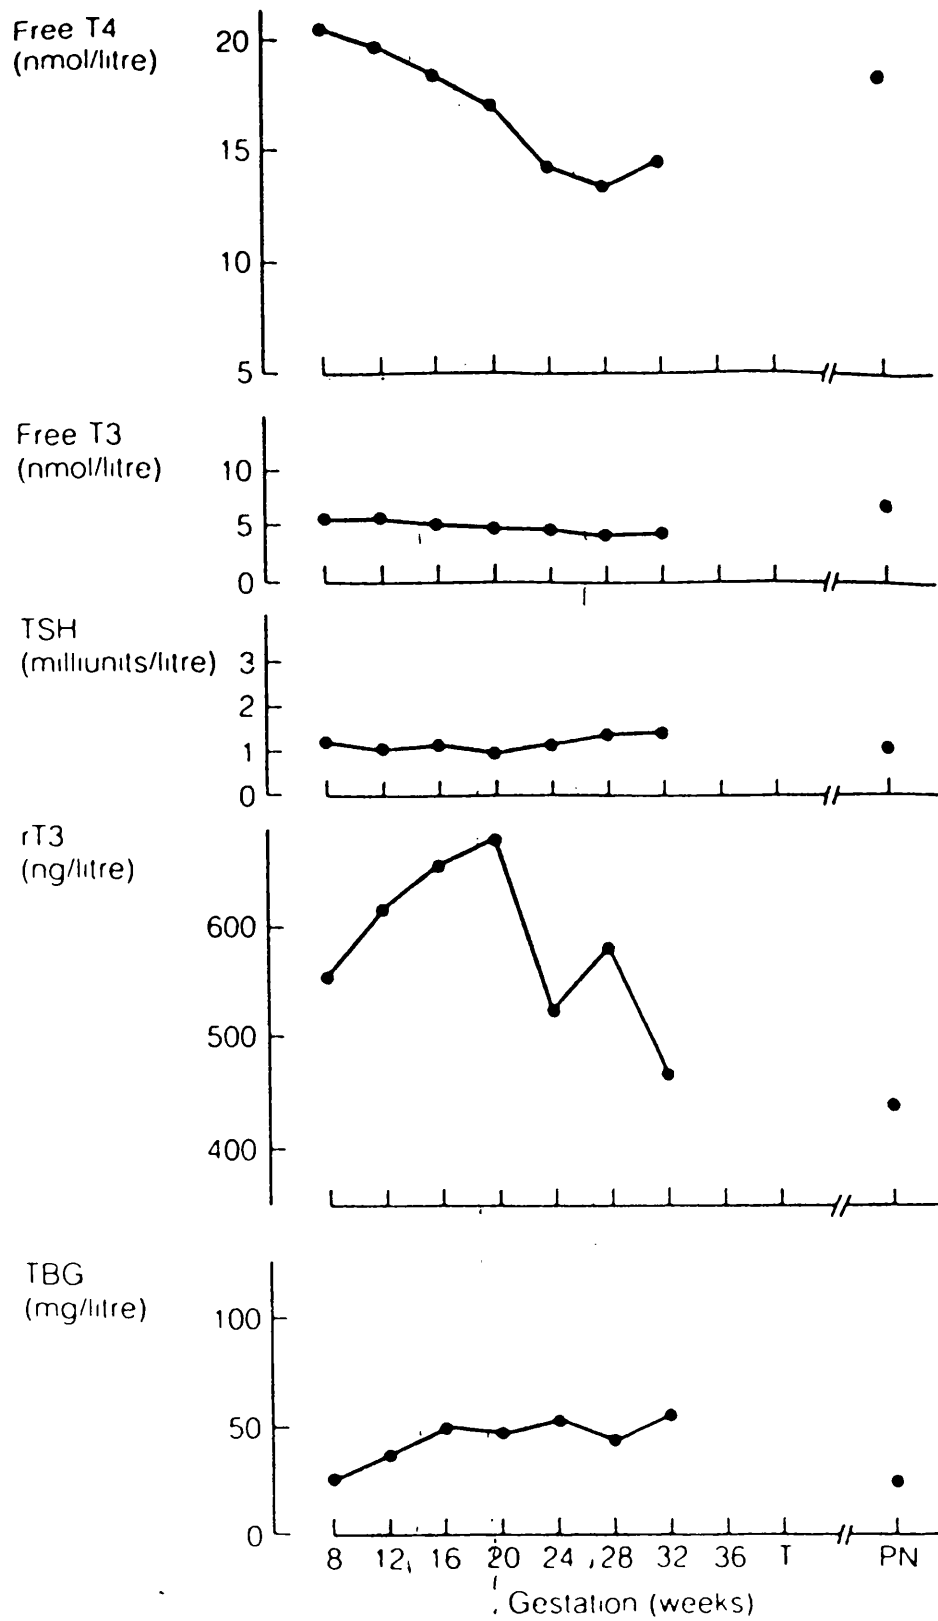 Free T4
(nmol/litre)
20
15
10
5
Free T3
(nmol/litre)
10
5
0
TSH
(milliunits/litre)
3
2
1
0
rT3
(ng/litre)
600
500
400
TBG
(mg/litre)
100
50
0
8 12 16 20 24 28 32 36 T PN
Gestation (weeks)